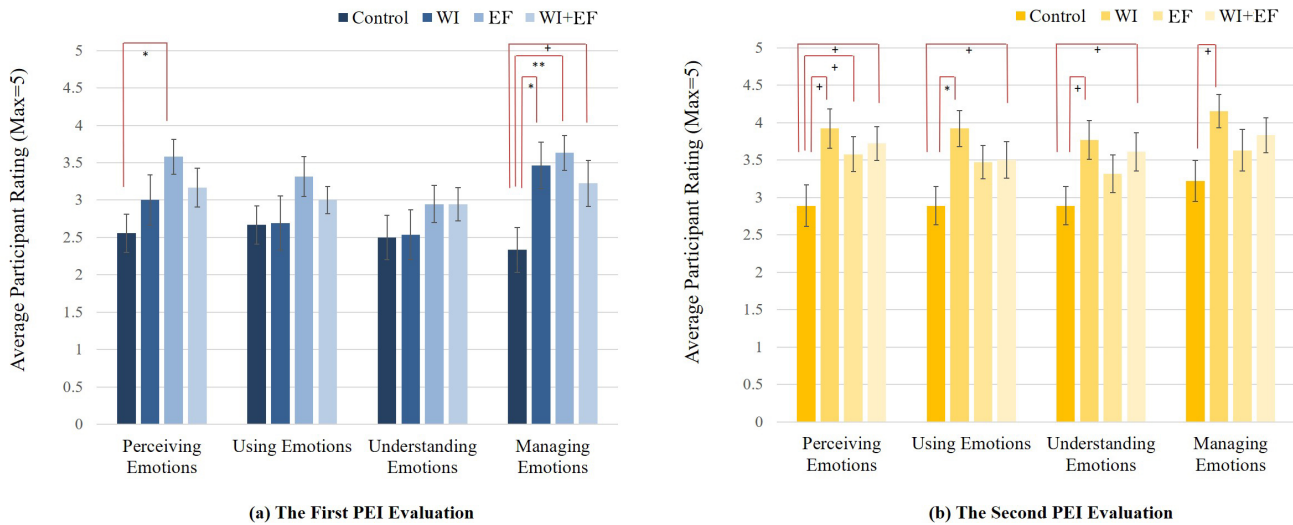 Control WI EF WI+EF
Average Participant Rating (Max=5)
5
4.5
4
3.5
3
2.5
2
1.5
1
0.5
0
*
+
**
*
Perceiving Emotions
Using Emotions
Understanding Emotions
Managing Emotions
(a) The First PEI Evaluation
Control WI EF WI+EF
Average Participant Rating (Max=5)
5
4.5
4
3.5
3
2.5
2
1.5
1
0.5
0
+
+
+
+
*
+
+
+
Perceiving Emotions
Using Emotions
Understanding Emotions
Managing Emotions
(b) The Second PEI Evaluation